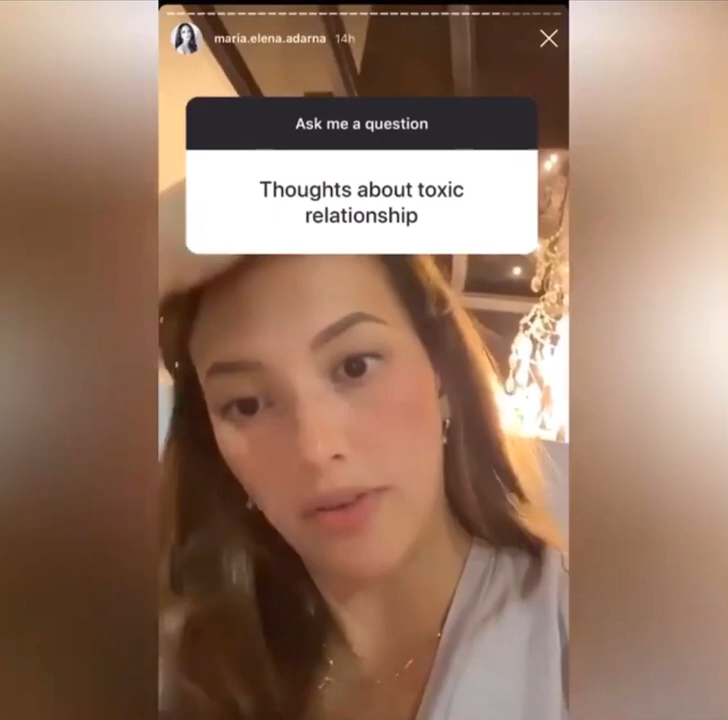 maria.elena.adarna 14h
Ask me a question
Thoughts about toxic
relationship